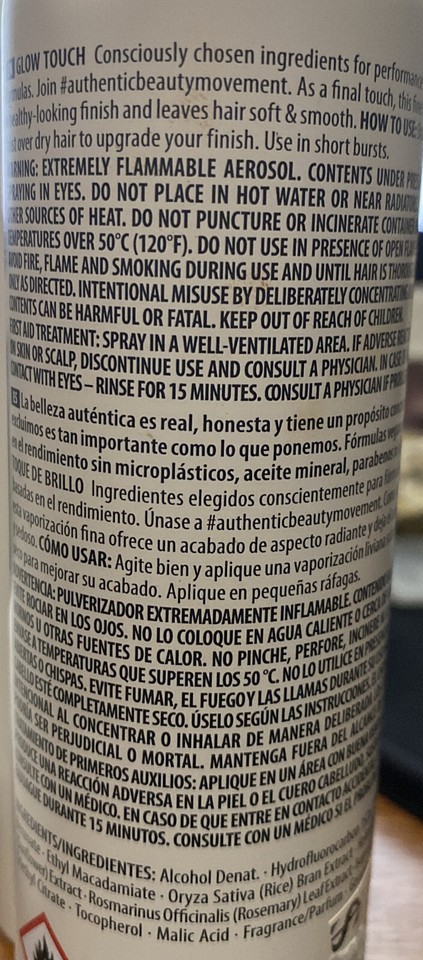 GLOW TOUCH Consciously chosen ingredients for
Join #authenticbeautymovement. As a final touch, this
finish and leaves hair soft & smooth. HOW TO USE:
over dry hair to upgrade your finish. Use in short bursts.
EXTREMELY FLAMMABLE AEROSOL. CONTENTS UNDER
IN EYES. DO NOT PLACE IN HOT WATER OR NEAR
SOURCES OF HEAT. DO NOT PUNCTURE OR INCINERATE
OVER 50°C (120°F). DO NOT USE IN PRESENCE OF OPEN
FIRE, FLAME AND SMOKING DURING USE AND UNTIL HAIR IS
AS DIRECTED. INTENTIONAL MISUSE BY DELIBERATELY
CAN BE HARMFUL OR FATAL. KEEP OUT OF REACH OF CHILDREN.
FIRST AID TREATMENT: SPRAY IN A WELL-VENTILATED AREA. IF ADVERSE
SKIN OR SCALP, DISCONTINUE USE AND CONSULT A PHYSICIAN. IN CASE
CONTACT WITH EYES – RINSE FOR 15 MINUTES. CONSULT A PHYSICIAN IF
ES La belleza auténtica es real, honesta y tiene un propósito
es tan importante como lo que ponemos. Fórmulas
en el rendimiento sin microplásticos, aceite mineral, parabenos
TOQUE DE BRILLO Ingredientes elegidos conscientemente para
basadas en el rendimiento. Únase a #authenticbeautymovement.
vaporización fina ofrece un acabado de aspecto radiante y deja
CÓMO USAR: Agite bien y aplique una vaporización liviana
para mejorar su acabado. Aplique en pequeñas ráfagas.
PULVERIZADOR EXTREMADAMENTE INFLAMABLE.
ROCIAR EN LOS OJOS. NO LO COLOQUE EN AGUA CALIENTE O CERCA
U OTRAS FUENTES DE CALOR. NO PINCHE, PERFORE,
A TEMPERATURAS QUE SUPEREN LOS 50 °C. NO LO UTILICE EN
O CHISPAS. EVITE FUMAR, EL FUEGO Y LAS LLAMAS DURANTE
ESTÉ COMPLETAMENTE SECO. ÚSELO SEGÚN LAS INSTRUCCIONES.
AL CONCENTRAR O INHALAR DE MANERA DELIBERADA
SER PERJUDICIAL O MORTAL. MANTENGA FUERA DEL
DE PRIMEROS AUXILIOS: APLIQUE EN UN ÁREA CON BUENA
UNA REACCIÓN ADVERSA EN LA PIEL O EL CUERO CABELLUDO,
CON UN MÉDICO. EN CASO DE QUE ENTRE EN CONTACTO
DURANTE 15 MINUTOS. CONSULTE CON UN MÉDICO SI EL
INGREDIENTS/INGREDIENTES: Alcohol Denat. · Hydrofluorocarbon
· Ethyl Macadamiate · Oryza Sativa (Rice) Bran Extract
Extract · Rosmarinus Officinalis (Rosemary) Leaf Extract
Citrate · Tocopherol · Malic Acid · Fragrance/Parfum